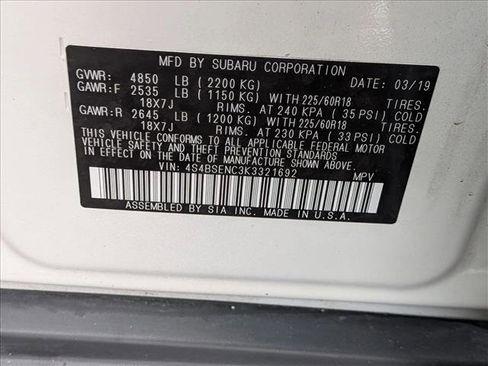 MFD BY SUBARU CORPORATION
GVWR: 4850 LB (2200 KG) DATE: 03/19
GAWR:F 2535 LB (1150 KG) WITH 225/60R18 TIRES.
18X7J RIMS. AT 240 KPA (35 PSI) COLD
GAWR:R 2645 LB (1200 KG) WITH 225/60R18 TIRES.
18X7J RIMS. AT 230 KPA (33 PSI) COLD
THIS VEHICLE CONFORMS TO ALL APPLICABLE FEDERAL MOTOR
VEHICLE SAFETY AND THEFT PREVENTION STANDARDS
IN EFFECT ON THE DATE OF MANUFACTURE SHOWN ABOVE.
VIN: 4S4BSENC3K3321692 MPV
ASSEMBLED BY SIA INC. MADE IN U.S.A.